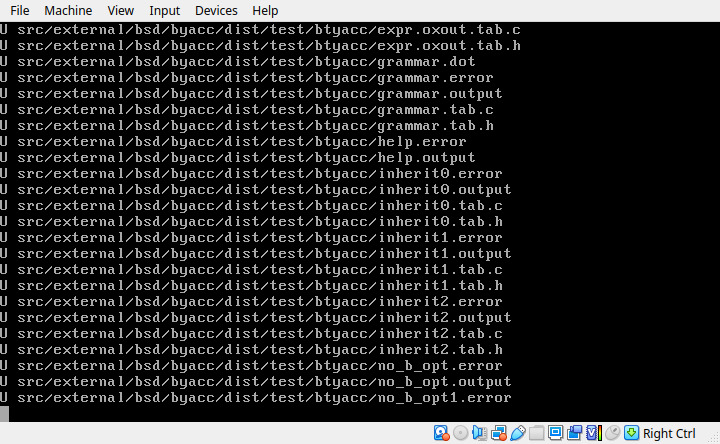 File Machine View Input Devices Help
U src/external/bsd/byacc/dist/test/btyacc/expr.oxout.tab.c
U src/external/bsd/byacc/dist/test/btyacc/expr.oxout.tab.h
U src/external/bsd/byacc/dist/test/btyacc/grammar.dot
U src/external/bsd/byacc/dist/test/btyacc/grammar.error
U src/external/bsd/byacc/dist/test/btyacc/grammar.output
U src/external/bsd/byacc/dist/test/btyacc/grammar.tab.c
U src/external/bsd/byacc/dist/test/btyacc/grammar.tab.h
U src/external/bsd/byacc/dist/test/btyacc/help.error
U src/external/bsd/byacc/dist/test/btyacc/help.output
U src/external/bsd/byacc/dist/test/btyacc/inherit0.error
U src/external/bsd/byacc/dist/test/btyacc/inherit0.output
U src/external/bsd/byacc/dist/test/btyacc/inherit0.tab.c
U src/external/bsd/byacc/dist/test/btyacc/inherit0.tab.h
U src/external/bsd/byacc/dist/test/btyacc/inherit1.error
U src/external/bsd/byacc/dist/test/btyacc/inherit1.output
U src/external/bsd/byacc/dist/test/btyacc/inherit1.tab.c
U src/external/bsd/byacc/dist/test/btyacc/inherit1.tab.h
U src/external/bsd/byacc/dist/test/btyacc/inherit2.error
U src/external/bsd/byacc/dist/test/btyacc/inherit2.output
U src/external/bsd/byacc/dist/test/btyacc/inherit2.tab.c
U src/external/bsd/byacc/dist/test/btyacc/inherit2.tab.h
U src/external/bsd/byacc/dist/test/btyacc/no_b_opt.error
U src/external/bsd/byacc/dist/test/btyacc/no_b_opt.output
U src/external/bsd/byacc/dist/test/btyacc/no_b_opt1.error
Right Ctrl